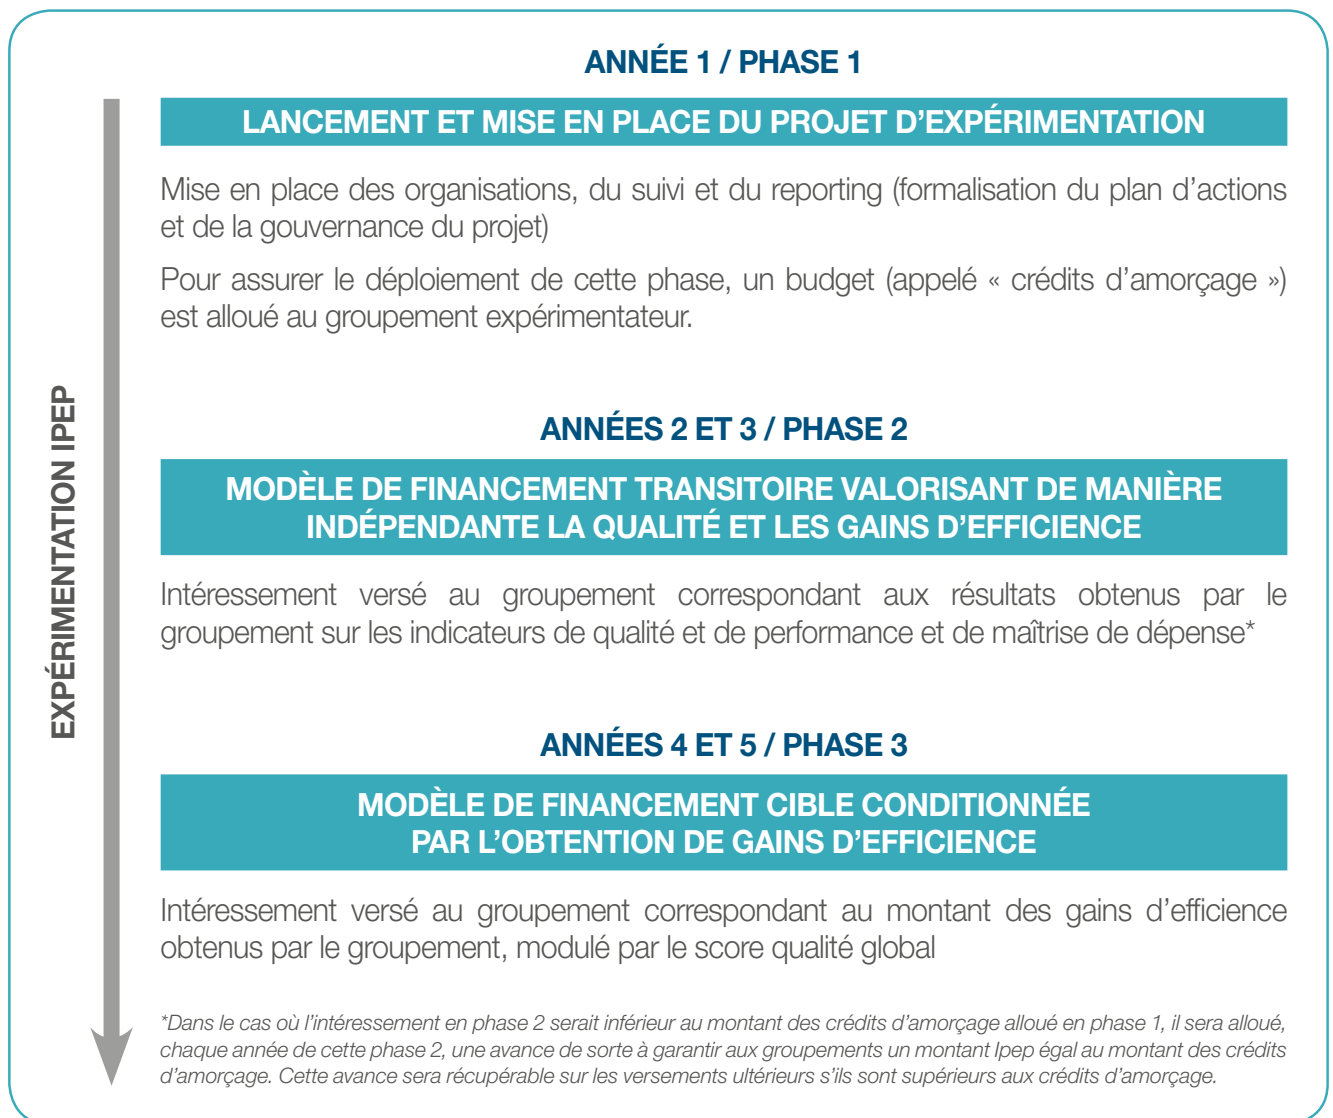 ANNÉE 1 / PHASE 1
LANCEMENT ET MISE EN PLACE DU PROJET D’EXPÉRIMENTATION
Mise en place des organisations, du suivi et du reporting (formalisation du plan d’actions
et de la gouvernance du projet)
Pour assurer le déploiement de cette phase, un budget (appelé « crédits d’amorçage »)
est alloué au groupement expérimentateur.
EXPÉRIMENTATION IPEP
ANNÉES 2 ET 3 / PHASE 2
MODÈLE DE FINANCEMENT TRANSITOIRE VALORISANT DE MANIÈRE
INDÉPENDANTE LA QUALITÉ ET LES GAINS D’EFFICIENCE
Intéressement versé au groupement correspondant aux résultats obtenus par le
groupement sur les indicateurs de qualité et de performance et de maîtrise de dépense*
ANNÉES 4 ET 5 / PHASE 3
MODÈLE DE FINANCEMENT CIBLE CONDITIONNÉE
PAR L’OBTENTION DE GAINS D’EFFICIENCE
Intéressement versé au groupement correspondant au montant des gains d’efficience
obtenus par le groupement, modulé par le score qualité global
*Dans le cas où l’intéressement en phase 2 serait inférieur au montant des crédits d’amorçage alloué en phase 1, il sera alloué,
chaque année de cette phase 2, une avance de sorte à garantir aux groupements un montant Ipep égal au montant des crédits
d’amorçage. Cette avance sera récupérable sur les versements ultérieurs s’ils sont supérieurs aux crédits d’amorçage.